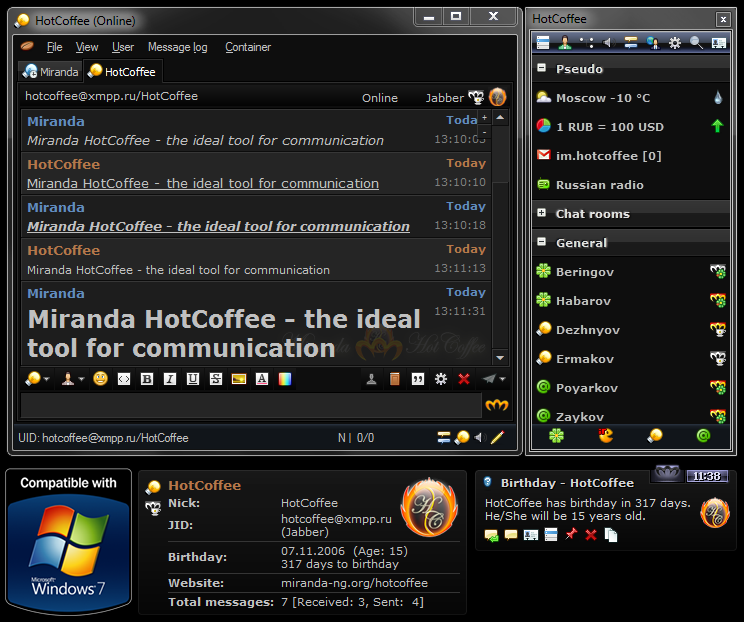 HotCoffee (Online)
File View User Message log Container
Miranda HotCoffee
hotcoffee@xmpp.ru/HotCoffee Online Jabber
Miranda Today
Miranda HotCoffee - the ideal tool for communication 13:10:03
HotCoffee Today
Miranda HotCoffee - the ideal tool for communication 13:10:10
Miranda Today
Miranda HotCoffee - the ideal tool for communication 13:10:18
HotCoffee Today
Miranda HotCoffee - the ideal tool for communication 13:11:13
Miranda Today
Miranda HotCoffee - the ideal 13:11:31
tool for communication
Hot Coffee
B I U S A
UID: hotcoffee@xmpp.ru/HotCoffee N | 0/0
HotCoffee
Pseudo
Moscow -10 °C
1 RUB = 100 USD
im.hotcoffee [0]
Russian radio
Chat rooms
General
Beringov
Habarov
Dezhnyov
Ermakov
Poyarkov
Zaykov
Compatible with
Microsoft
Windows 7
HotCoffee
Nick: HotCoffee
JID: hotcoffee@xmpp.ru
(Jabber)
Birthday: 07.11.2006 (Age: 15)
317 days to birthday
Website: miranda-ng.org/hotcoffee
Total messages: 7 [Received: 3, Sent: 4]
HC
11:38
Birthday - HotCoffee
HotCoffee has birthday in 317 days.
He/She will be 15 years old.